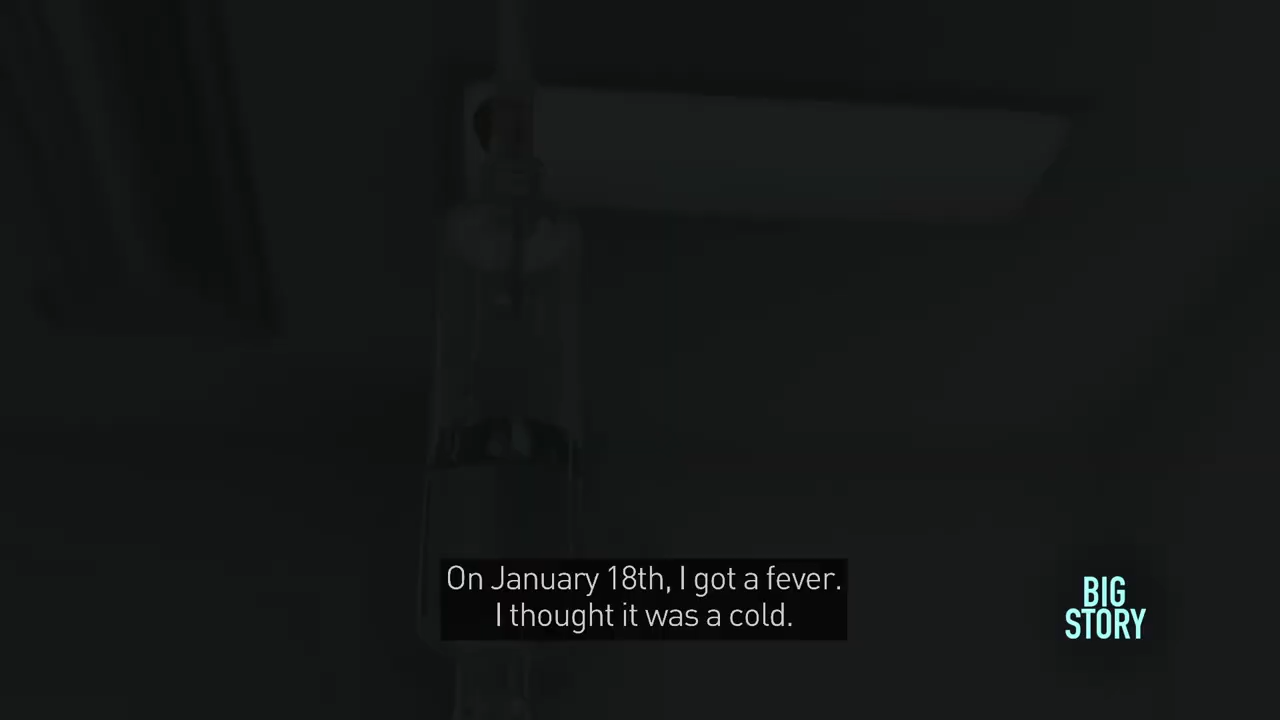 On January 18th, I got a fever.
I thought it was a cold.
BIG
STORY